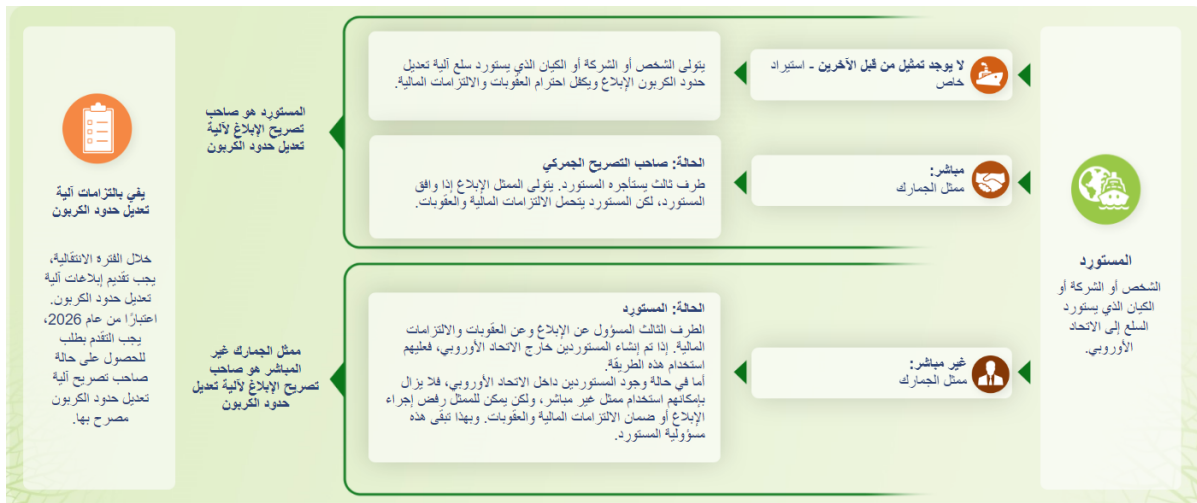 المستورِد
الشخص أو الشركة أو
الكيان الذي يستورد
السلع إلى الاتحاد
الأوروبي.
لا يوجد تمثيل من قبل الآخرين - استيراد
خاص
يتولى الشخص أو الشركة أو الكيان الذي يستورد سلع آلية تعديل
حدود الكربون الإبلاغ ويكفل احترام العقوبات والالتزامات المالية.
مباشر:
ممثل الجمارك
الحالة: صاحب التصريح الجمركي
طرف ثالث يستأجره المستورد. يتولى الممثل الإبلاغ إذا وافق
المستورد، لكن المستورد يتحمل الالتزامات المالية والعقوبات.
المستورِد هو صاحب
تصريح الإبلاغ لآلية
تعديل حدود الكربون
غير مباشر:
ممثل الجمارك
الحالة: المستورِد
الطرف الثالث المسؤول عن الإبلاغ وعن العقوبات والالتزامات
المالية. إذا تم إنشاء المستوردين خارج الاتحاد الأوروبي، فعليهم
استخدام هذه الطريقة.
أما في حالة وجود المستوردين داخل الاتحاد الأوروبي، فلا يزال
بإمكانهم استخدام ممثل غير مباشر، ولكن يمكن للممثل رفض إجراء
الإبلاغ أو ضمان الالتزامات المالية والعقوبات. وبهذا تبقى هذه
مسؤولية المستورد.
ممثل الجمارك غير
المباشر هو صاحب
تصريح الإبلاغ لآلية تعديل
حدود الكربون
يفي بالتزامات آلية
تعديل حدود الكربون
خلال الفترة الانتقالية،
يجب تقديم إبلاغات آلية
تعديل حدود الكربون.
اعتبارًا من عام 2026،
يجب التقدم بطلب
للحصول على حالة
صاحب تصريح آلية
تعديل حدود الكربون
مصرح بها.